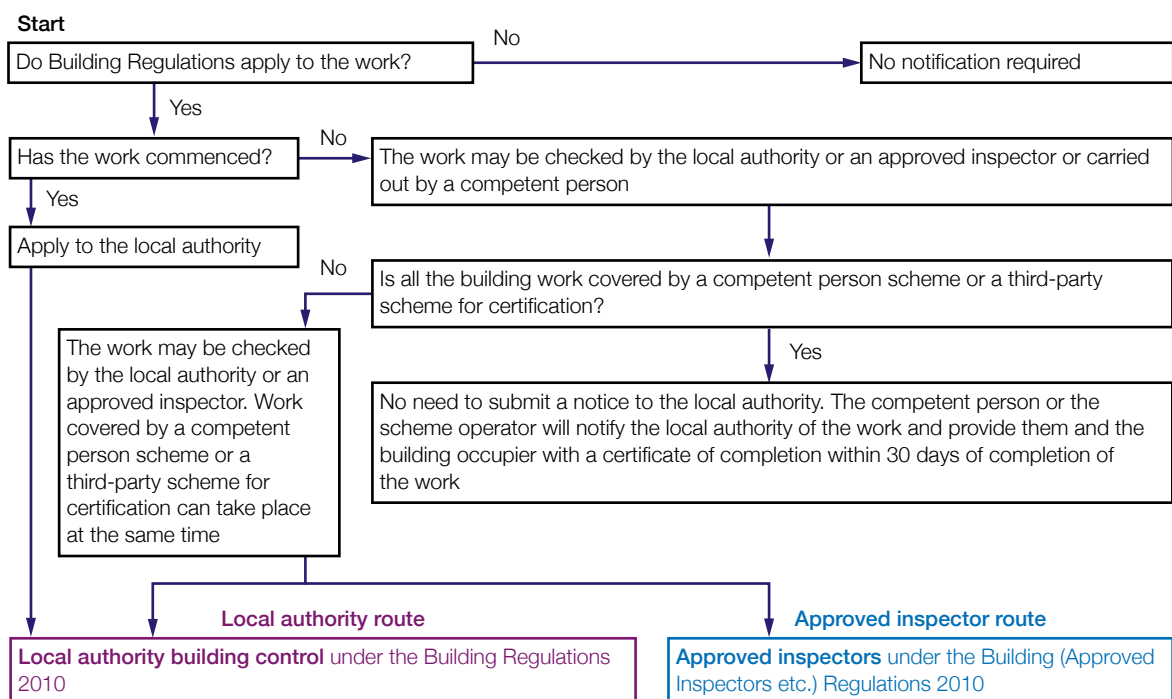 Start
Do Building Regulations apply to the work?
No
No notification required
Yes
Has the work commenced?
No
The work may be checked by the local authority or an approved inspector or carried
out by a competent person
Yes
Apply to the local authority
No
Is all the building work covered by a competent person scheme or a third-party
scheme for certification?
The work may be checked
by the local authority or an
approved inspector. Work
covered by a competent
person scheme or a
third-party scheme for
certification can take place
at the same time
Yes
No need to submit a notice to the local authority. The competent person or the
scheme operator will notify the local authority of the work and provide them and the
building occupier with a certificate of completion within 30 days of completion of
the work
Local authority route
Local authority building control under the Building Regulations
2010
Approved inspector route
Approved inspectors under the Building (Approved
Inspectors etc.) Regulations 2010